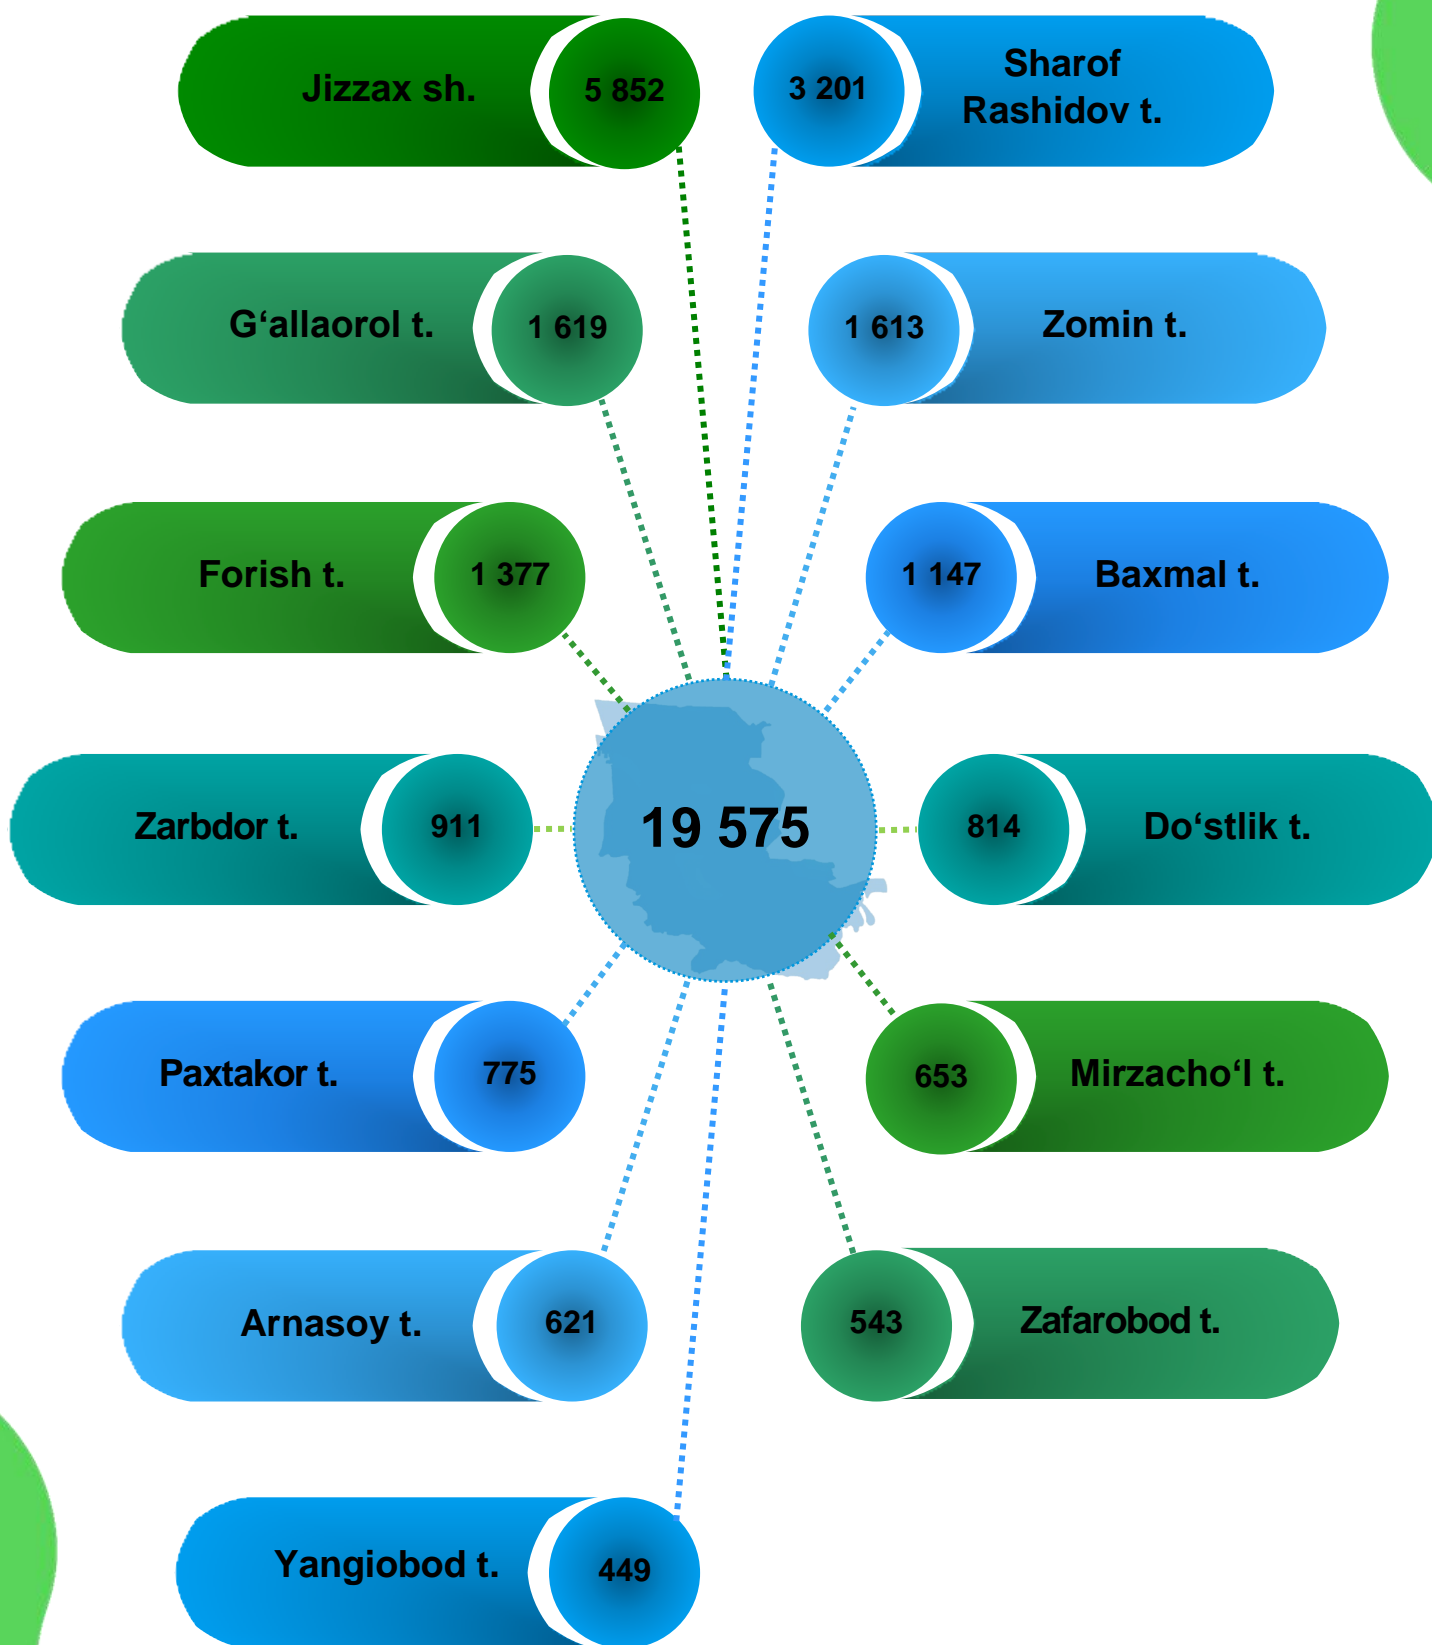 Jizzax sh.
5 852
3 201
Sharof
Rashidov t.
G‘allaorol t.
1 619
1 613
Zomin t.
Forish t.
1 377
1 147
Baxmal t.
Zarbdor t.
911
19 575
814
Do‘stlik t.
Paxtakor t.
775
653
Mirzacho‘l t.
Arnasoy t.
621
543
Zafarobod t.
Yangiobod t.
449